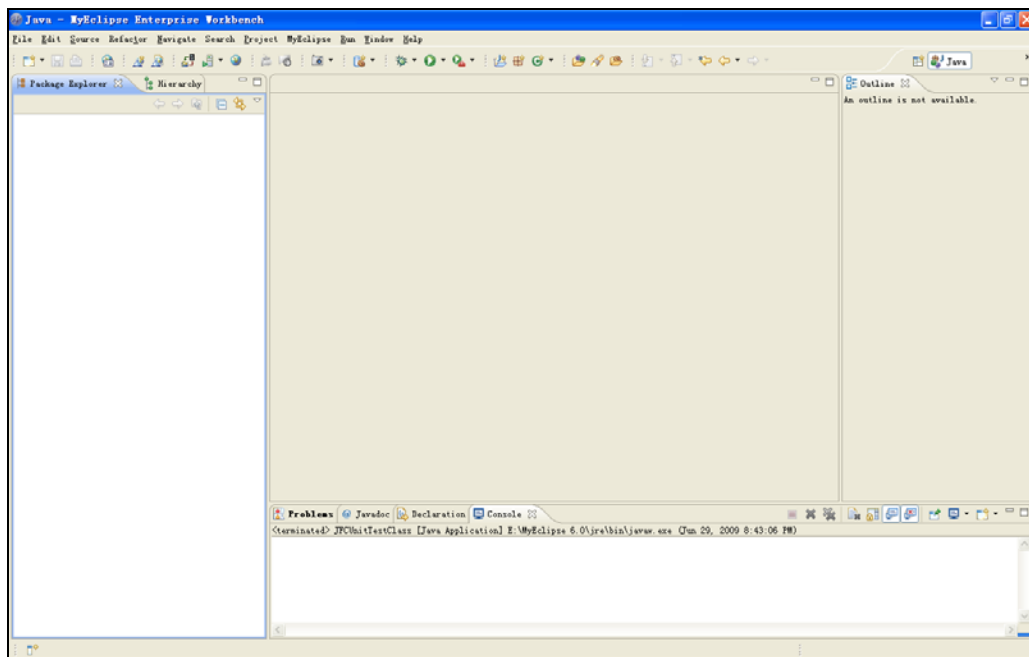 Java - MyEclipse Enterprise Workbench
File Edit Source Refactor Navigate Search Project MyEclipse Run Window Help
Java
Package Explorer Hierarchy
Outline
An outline is not available.
Problems Javadoc Declaration Console
<terminated> JFCUnitTestClass [Java Application] E:\MyEclipse 6.0\jre\bin\javaw.exe (Jun 29, 2009 8:43:06 PM)